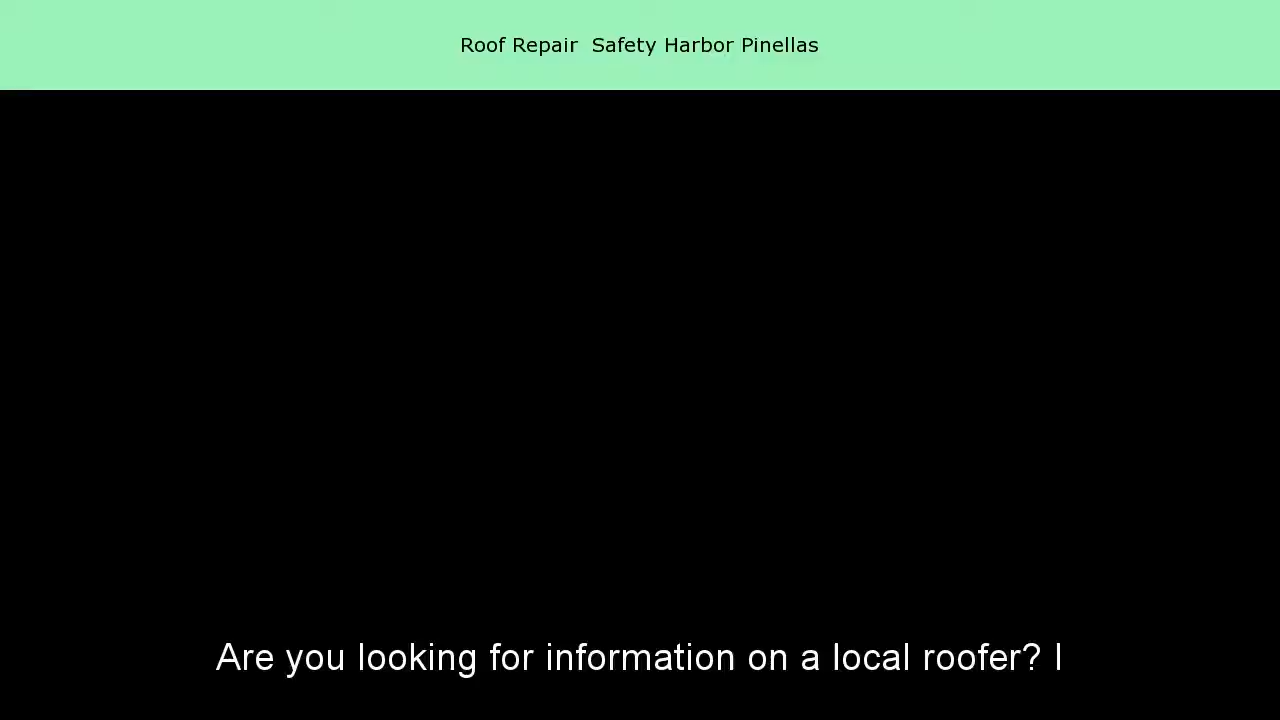 Roof Repair  Safety Harbor Pinellas
Are you looking for information on a local roofer? I